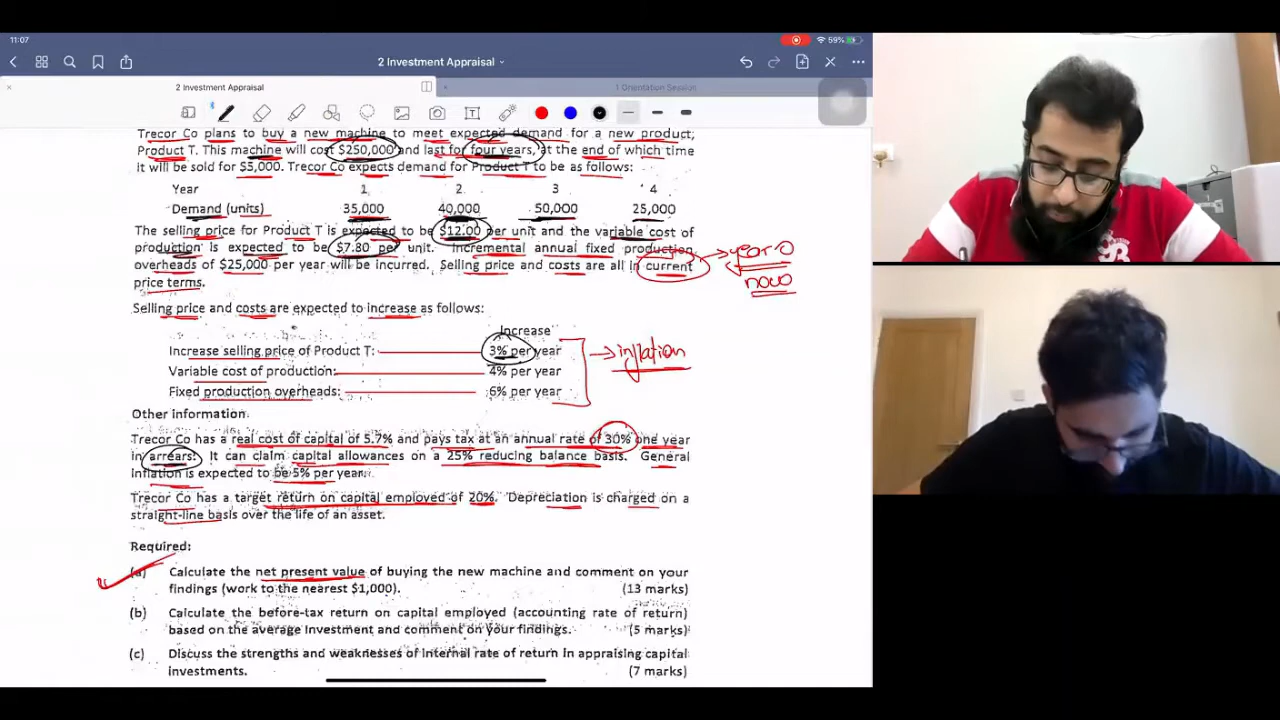 11:07
59%
2 Investment Appraisal
2 Investment Appraisal
1 Orientation Session
Trecor Co plans to buy a new machine to meet expected demand for a new product,
Product T. This machine will cost $250,000 and last for four years, at the end of which time
it will be sold for $5,000. Trecor Co expects demand for Product T to be as follows:
Year 1 2 3 4
Demand (units) 35,000 40,000 50,000 25,000
The selling price for Product T is expected to be $12.00 per unit and the variable cost of
production is expected to be $7.80 per unit. Incremental annual fixed production
overheads of $25,000 per year will be incurred. Selling price and costs are all in current
price terms.
year 0
now
Selling price and costs are expected to increase as follows:
Increase
Increase selling price of Product T: 3% per year
Variable cost of production: 4% per year
Fixed production overheads: 6% per year
inflation
Other information
Trecor Co has a real cost of capital of 5.7% and pays tax at an annual rate of 30% one year
in arrears. It can claim capital allowances on a 25% reducing balance basis. General
inflation is expected to be 5% per year.
Trecor Co has a target return on capital employed of 20%. Depreciation is charged on a
straight-line basis over the life of an asset.
Required:
(a) Calculate the net present value of buying the new machine and comment on your
findings (work to the nearest $1,000). (13 marks)
(b) Calculate the before-tax return on capital employed (accounting rate of return)
based on the average investment and comment on your findings. (5 marks)
(c) Discuss the strengths and weaknesses of internal rate of return in appraising capital
investments. (7 marks)